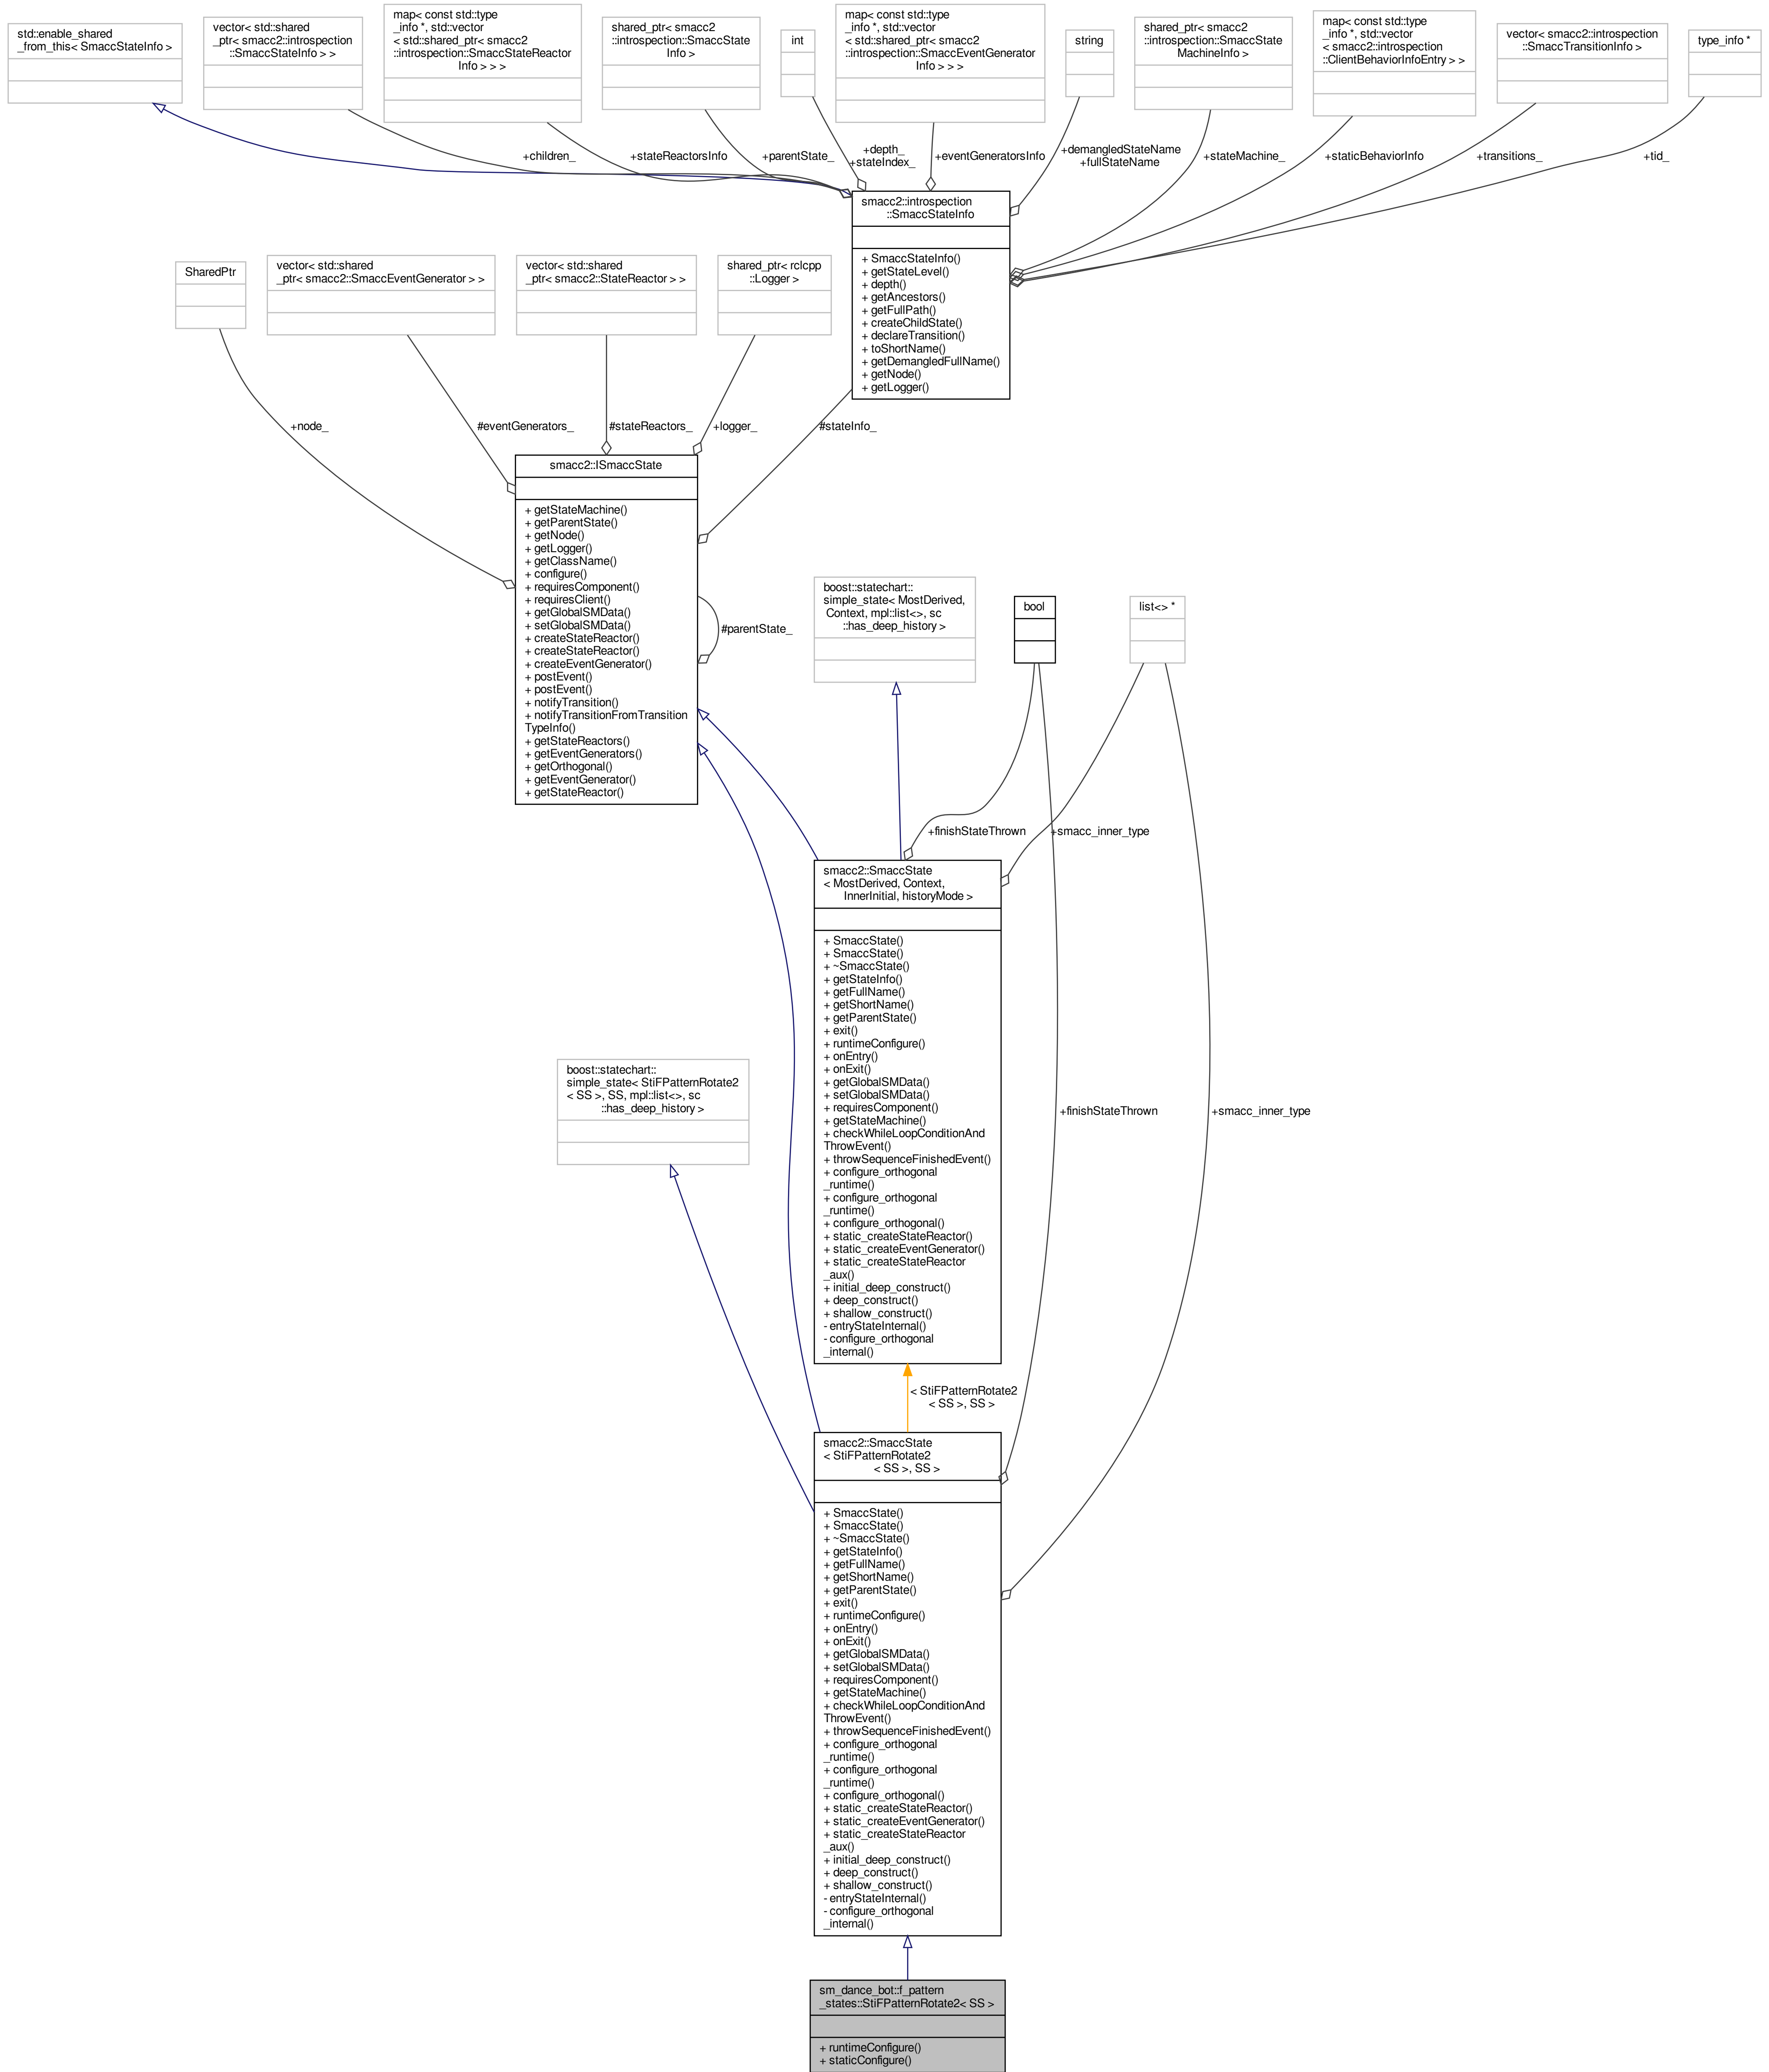 std::enable_shared
_from_this< SmaccStateInfo >
vector< std::shared
_ptr< smacc2::introspection
::SmaccStateInfo > >
map< const std::type
_info *, std::vector
< std::shared_ptr< smacc2
::introspection::SmaccStateReactor
Info > > >
shared_ptr< smacc2
::introspection::SmaccState
Info >
int
map< const std::type
_info *, std::vector
< std::shared_ptr< smacc2
::introspection::SmaccEventGenerator
Info > > >
string
shared_ptr< smacc2
::introspection::SmaccState
MachineInfo >
map< const std::type
_info *, std::vector
< smacc2::introspection
::ClientBehaviorInfoEntry > >
vector< smacc2::introspection
::SmaccTransitionInfo >
type_info *
+children_
+stateReactorsInfo
+parentState_
+depth_
+stateIndex_
+eventGeneratorsInfo
+demangledStateName
+fullStateName
+stateMachine_
+staticBehaviorInfo
+transitions_
+tid_
smacc2::introspection
::SmaccStateInfo
+ SmaccStateInfo()
+ getStateLevel()
+ depth()
+ getAncestors()
+ getFullPath()
+ createChildState()
+ declareTransition()
+ toShortName()
+ getDemangledFullName()
+ getNode()
+ getLogger()
SharedPtr
vector< std::shared
_ptr< smacc2::SmaccEventGenerator > >
vector< std::shared
_ptr< smacc2::StateReactor > >
shared_ptr< rclcpp
::Logger >
+node_
#eventGenerators_
#stateReactors_
+logger_
#stateInfo_
smacc2::ISmaccState
+ getStateMachine()
+ getParentState()
+ getNode()
+ getLogger()
+ getClassName()
+ configure()
+ requiresComponent()
+ requiresClient()
+ getGlobalSMData()
+ setGlobalSMData()
+ createStateReactor()
+ createStateReactor()
+ createEventGenerator()
+ postEvent()
+ postEvent()
+ notifyTransition()
+ notifyTransitionFromTransition
TypeInfo()
+ getStateReactors()
+ getEventGenerators()
+ getOrthogonal()
+ getEventGenerator()
+ getStateReactor()
#parentState_
boost::statechart::
simple_state< MostDerived,
Context, mpl::list<>, sc
::has_deep_history >
bool
list<> *
+finishStateThrown
+smacc_inner_type
smacc2::SmaccState
< MostDerived, Context,
InnerInitial, historyMode >
+ SmaccState()
+ SmaccState()
+ ~SmaccState()
+ getStateInfo()
+ getFullName()
+ getShortName()
+ getParentState()
+ exit()
+ runtimeConfigure()
+ onEntry()
+ onExit()
+ getGlobalSMData()
+ setGlobalSMData()
+ requiresComponent()
+ getStateMachine()
+ checkWhileLoopConditionAnd
ThrowEvent()
+ throwSequenceFinishedEvent()
+ configure_orthogonal
_runtime()
+ configure_orthogonal
_runtime()
+ configure_orthogonal()
+ static_createStateReactor()
+ static_createEventGenerator()
+ static_createStateReactor
_aux()
+ initial_deep_construct()
+ deep_construct()
+ shallow_construct()
- entryStateInternal()
- configure_orthogonal
_internal()
boost::statechart::
simple_state< StiFPatternRotate2
< SS >, SS, mpl::list<>, sc
::has_deep_history >
+finishStateThrown
+smacc_inner_type
< StiFPatternRotate2
< SS >, SS >
smacc2::SmaccState
< StiFPatternRotate2
< SS >, SS >
+ SmaccState()
+ SmaccState()
+ ~SmaccState()
+ getStateInfo()
+ getFullName()
+ getShortName()
+ getParentState()
+ exit()
+ runtimeConfigure()
+ onEntry()
+ onExit()
+ getGlobalSMData()
+ setGlobalSMData()
+ requiresComponent()
+ getStateMachine()
+ checkWhileLoopConditionAnd
ThrowEvent()
+ throwSequenceFinishedEvent()
+ configure_orthogonal
_runtime()
+ configure_orthogonal
_runtime()
+ configure_orthogonal()
+ static_createStateReactor()
+ static_createEventGenerator()
+ static_createStateReactor
_aux()
+ initial_deep_construct()
+ deep_construct()
+ shallow_construct()
- entryStateInternal()
- configure_orthogonal
_internal()
sm_dance_bot::f_pattern
_states::StiFPatternRotate2< SS >
+ runtimeConfigure()
+ staticConfigure()